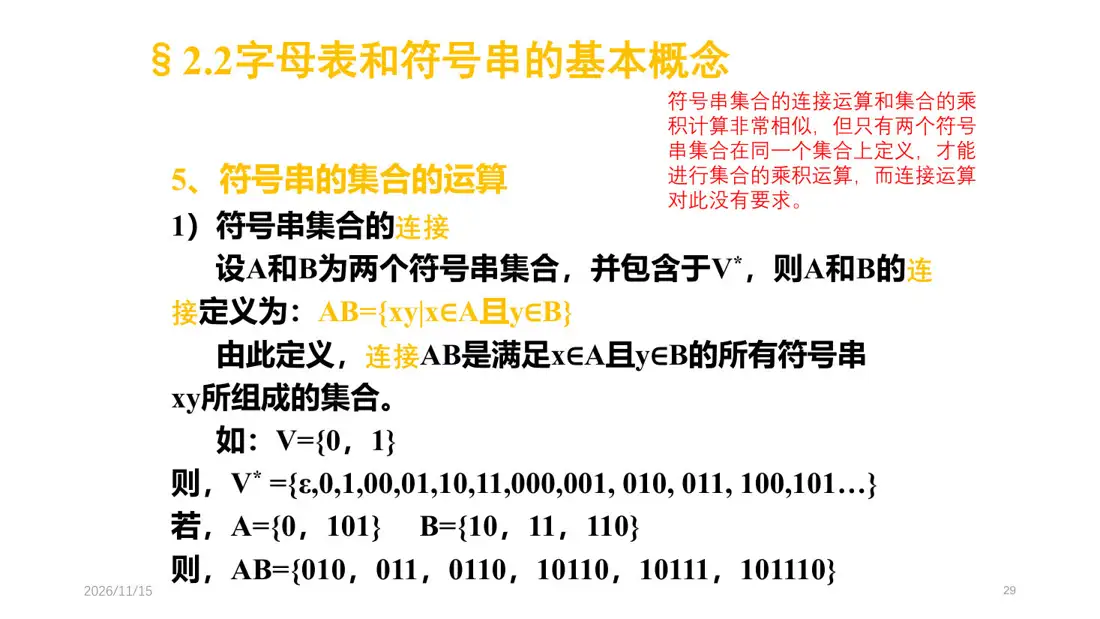 §2.2字母表和符号串的基本概念
符号串集合的连接运算和集合的乘
积计算非常相似，但只有两个符号
串集合在同一个集合上定义，才能
进行集合的乘积运算，而连接运算
对此没有要求。
5、符号串的集合的运算
1）符号串集合的连接
设A和B为两个符号串集合，并包含于V*，则A和B的连
接定义为：AB={xy|x∈A且y∈B}
由此定义，连接AB是满足x∈A且y∈B的所有符号串
xy所组成的集合。
如：V={0，1}
则，V* ={ε,0,1,00,01,10,11,000,001, 010, 011, 100,101…}
若，A={0，101} B={10，11，110}
则，AB={010，011，0110，10110，10111，101110}
2026/11/15
29